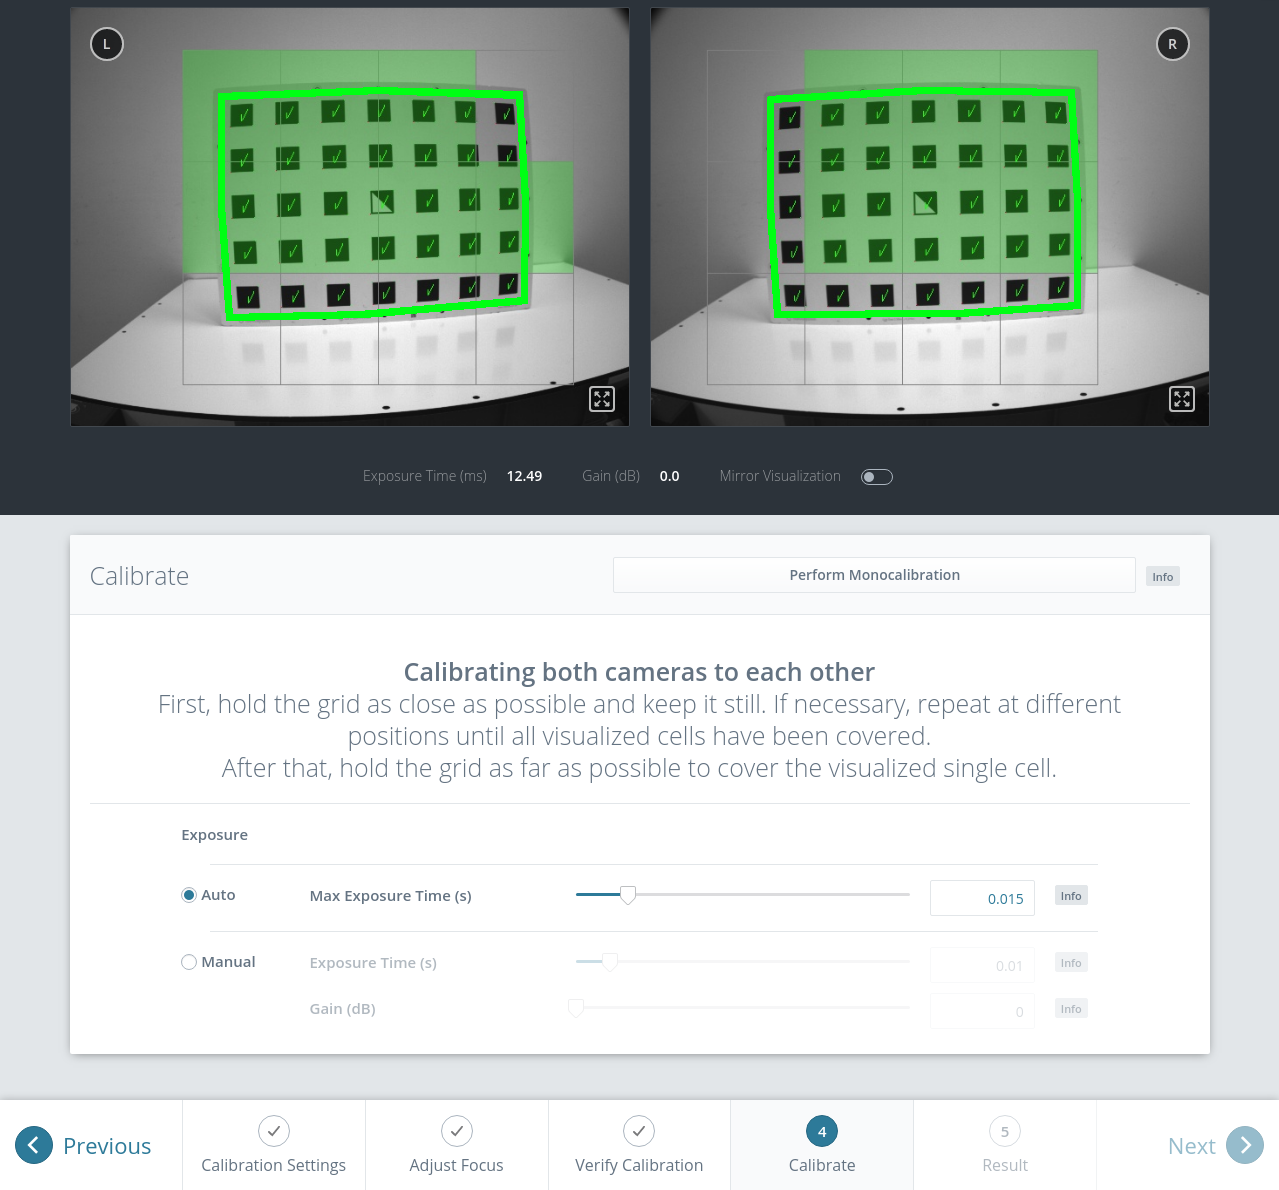 L
R
Exposure Time (ms) 12.49 Gain (dB) 0.0 Mirror Visualization
Calibrate
Perform Monocalibration
Info
Calibrating both cameras to each other
First, hold the grid as close as possible and keep it still. If necessary, repeat at different
positions until all visualized cells have been covered.
After that, hold the grid as far as possible to cover the visualized single cell.
Exposure
Auto Max Exposure Time (s) 0.015 Info
Manual Exposure Time (s) 0.01 Info
Gain (dB) 0 Info
Previous
Calibration Settings
Adjust Focus
Verify Calibration
4
Calibrate
5
Result
Next